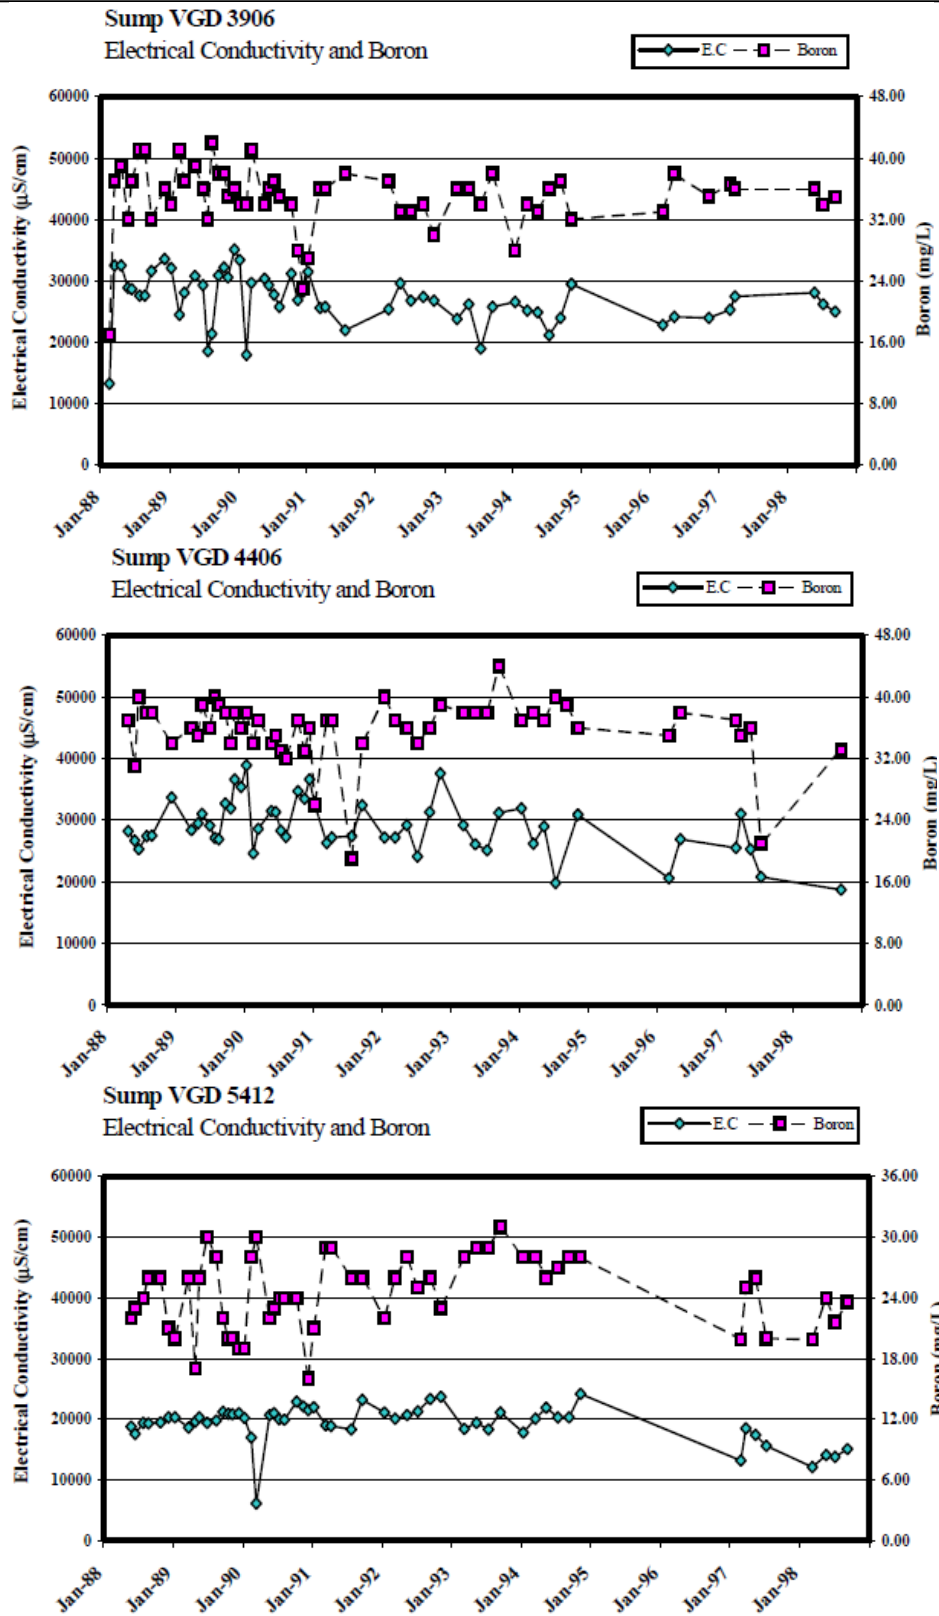 Sump VGD 3906
Electrical Conductivity and Boron
E.C
Boron
60000
50000
40000
30000
20000
10000
0
Electrical Conductivity (µS/cm)
48.00
40.00
32.00
24.00
16.00
8.00
0.00
Boron (mg/L)
Jan-88
Jan-89
Jan-90
Jan-91
Jan-92
Jan-93
Jan-94
Jan-95
Jan-96
Jan-97
Jan-98
Sump VGD 4406
Electrical Conductivity and Boron
E.C
Boron
60000
50000
40000
30000
20000
10000
0
Electrical Conductivity (µS/cm)
48.00
40.00
32.00
24.00
16.00
8.00
0.00
Boron (mg/L)
Jan-88
Jan-89
Jan-90
Jan-91
Jan-92
Jan-93
Jan-94
Jan-95
Jan-96
Jan-97
Jan-98
Sump VGD 5412
Electrical Conductivity and Boron
E.C
Boron
60000
50000
40000
30000
20000
10000
0
Electrical Conductivity (µS/cm)
36.00
30.00
24.00
18.00
12.00
6.00
0.00
Boron (mg/L)
Jan-88
Jan-89
Jan-90
Jan-91
Jan-92
Jan-93
Jan-94
Jan-95
Jan-96
Jan-97
Jan-98